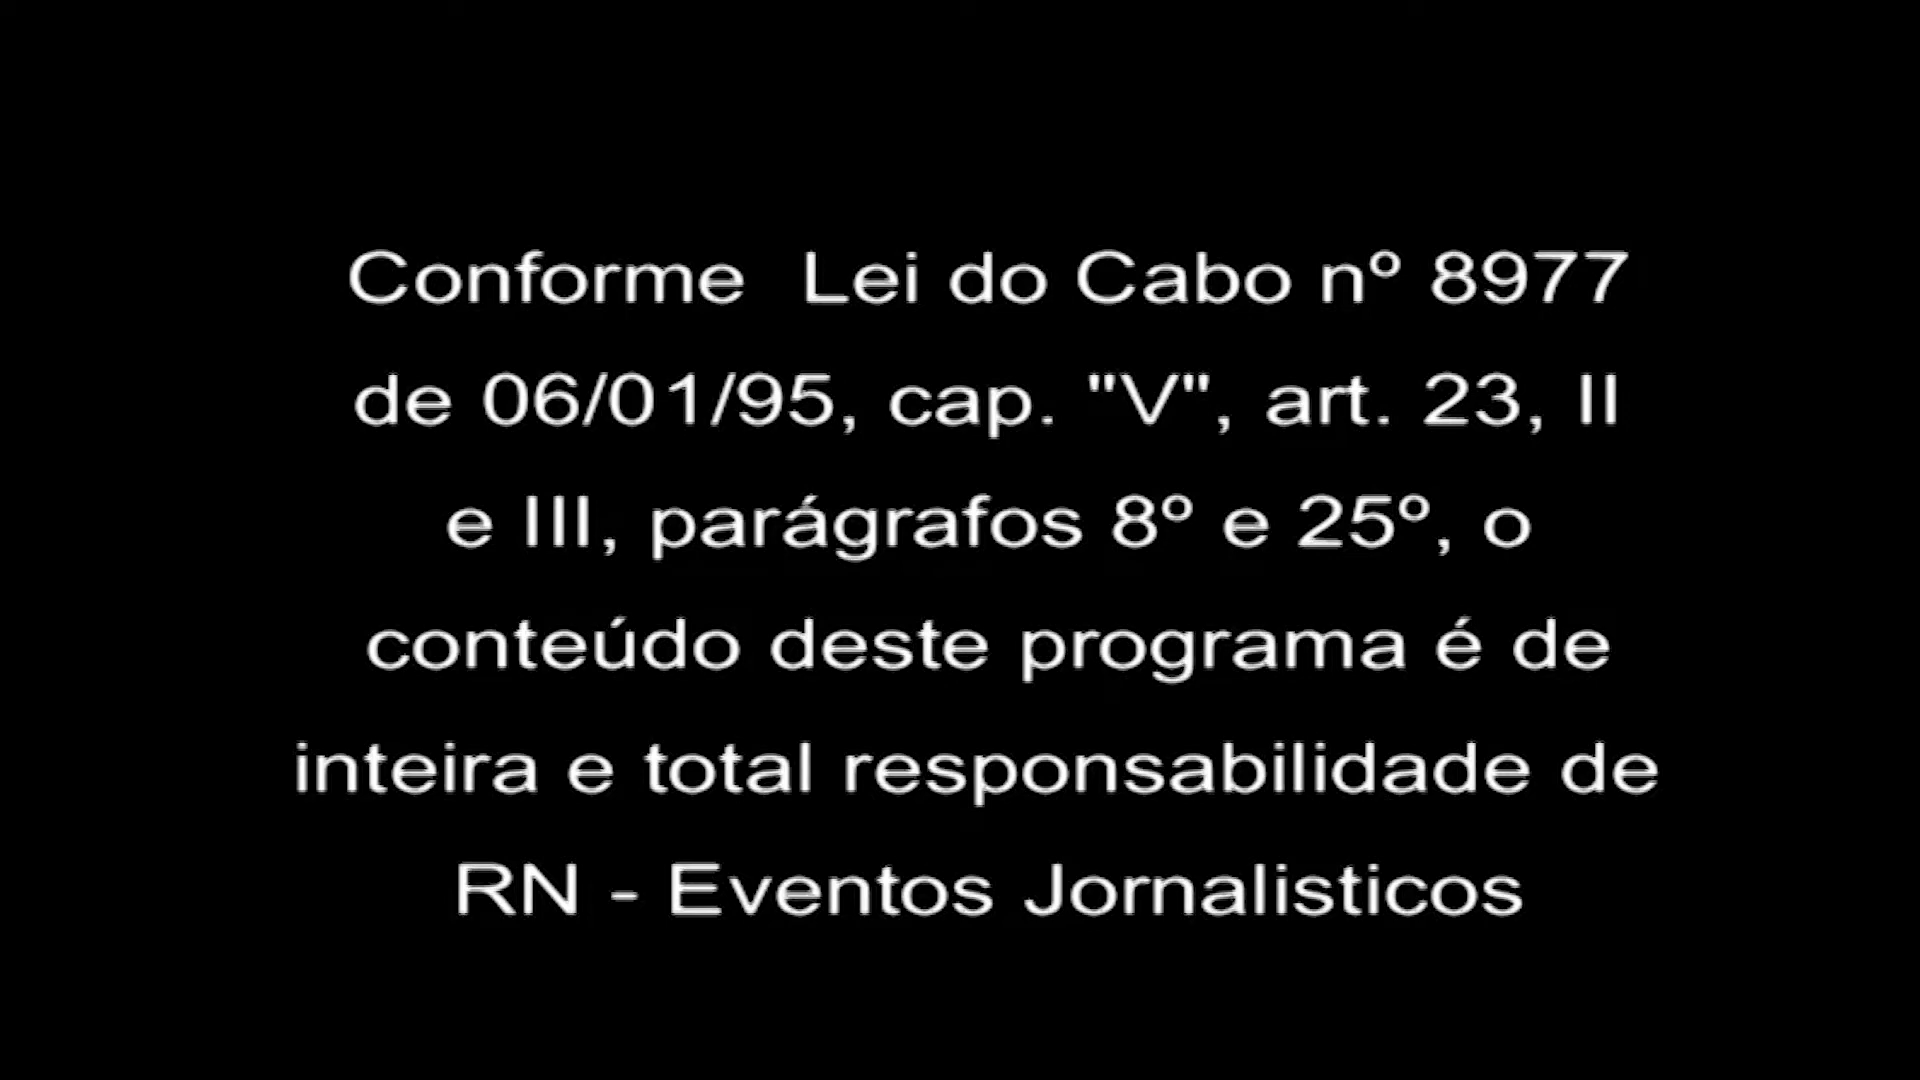 Conforme  Lei do Cabo nº 8977
de 06/01/95, cap. "V", art. 23, II
e III, parágrafos 8º e 25º, o
conteúdo deste programa é de
inteira e total responsabilidade de
RN - Eventos Jornalisticos